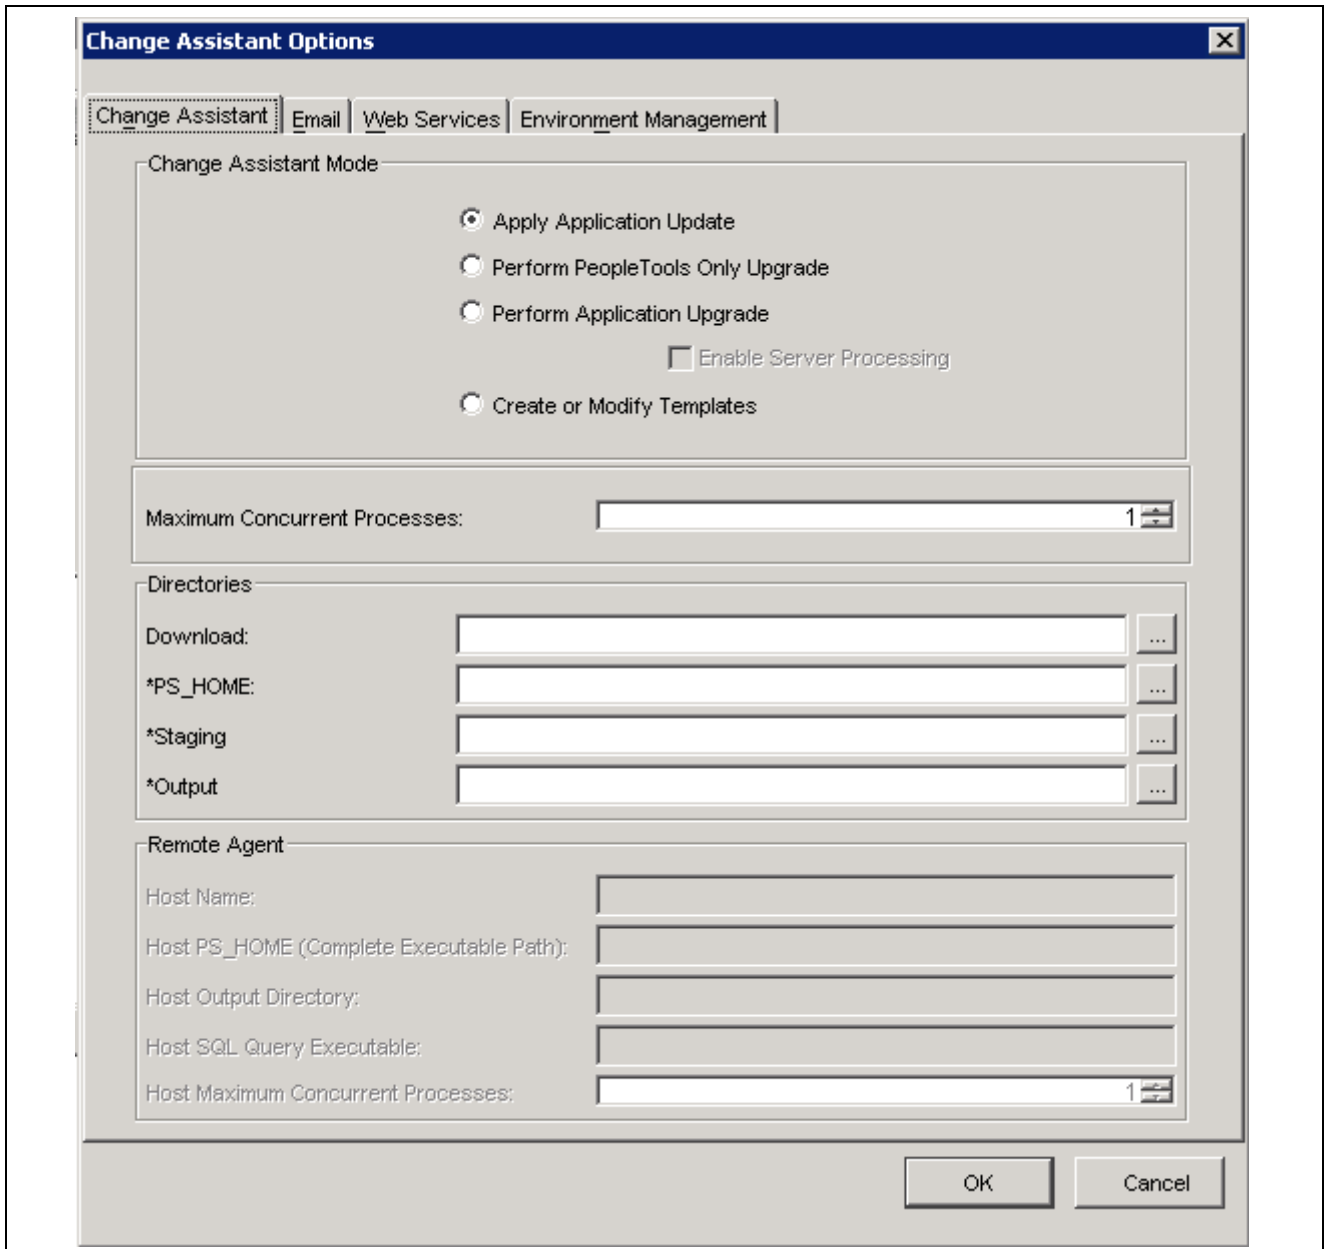 Change Assistant Options
Change Assistant
Email
Web Services
Environment Management
Change Assistant Mode
Apply Application Update
Perform PeopleTools Only Upgrade
Perform Application Upgrade
Enable Server Processing
Create or Modify Templates
Maximum Concurrent Processes: 1
Directories
Download: ...
*PS_HOME: ...
*Staging ...
*Output ...
Remote Agent
Host Name:
Host PS_HOME (Complete Executable Path):
Host Output Directory:
Host SQL Query Executable:
Host Maximum Concurrent Processes: 1
OK Cancel